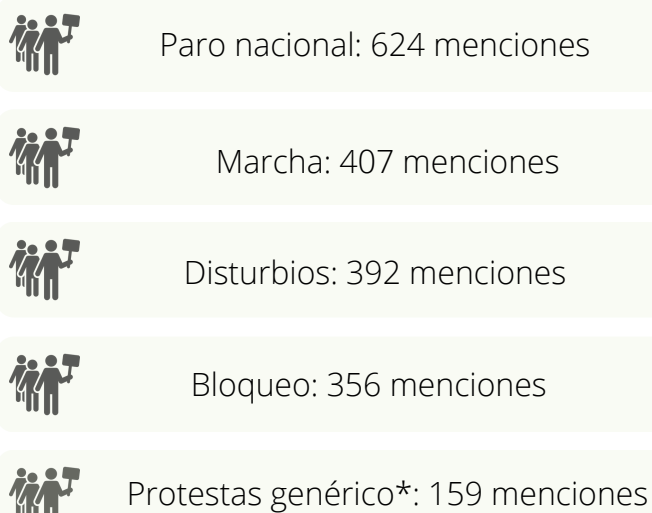 Paro nacional: 624 menciones
Marcha: 407 menciones
Disturbios: 392 menciones
Bloqueo: 356 menciones
Protestas genérico*: 159 menciones